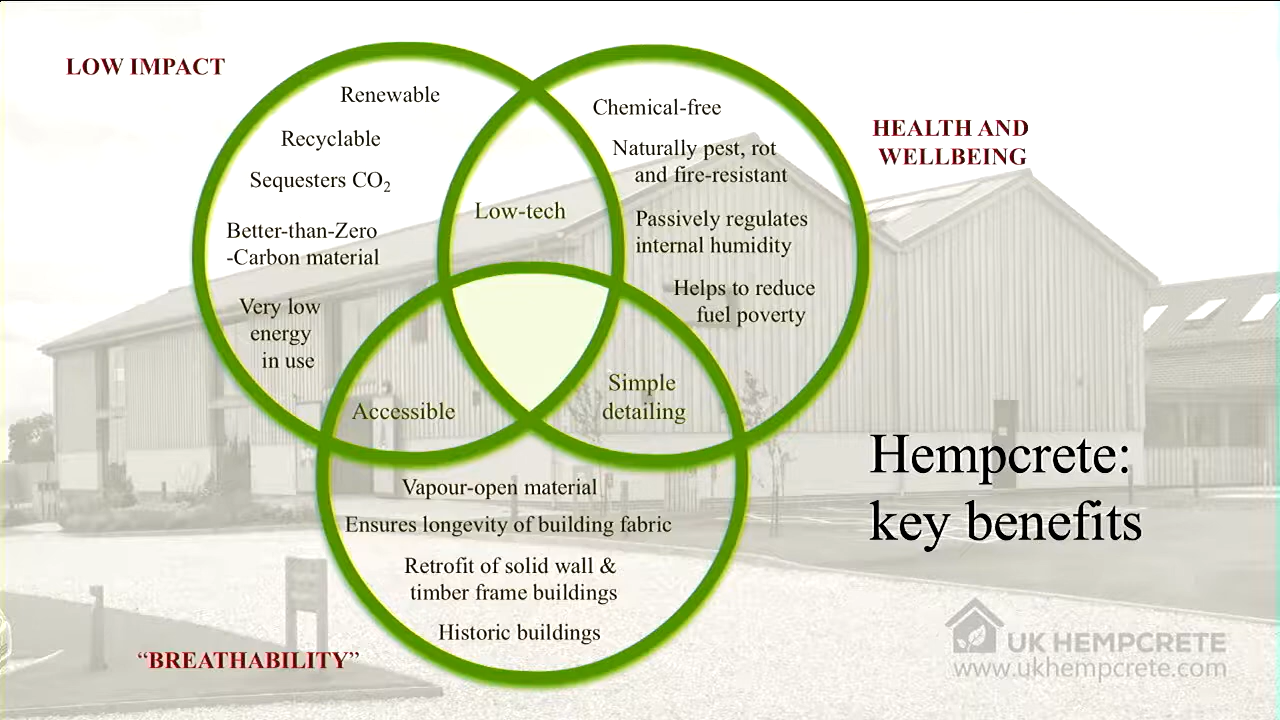 LOW IMPACT
Renewable
Recyclable
Sequesters CO₂
Better-than-Zero
-Carbon material
Very low
energy
in use
Low-tech
Chemical-free
Naturally pest, rot
and fire-resistant
Passively regulates
internal humidity
Helps to reduce
fuel poverty
HEALTH AND
WELLBEING
Accessible
Simple
detailing
Vapour-open material
Ensures longevity of building fabric
Retrofit of solid wall &
timber frame buildings
Historic buildings
“BREATHABILITY”
Hempcrete:
key benefits
UK HEMPCRETE
www.ukhempcrete.com